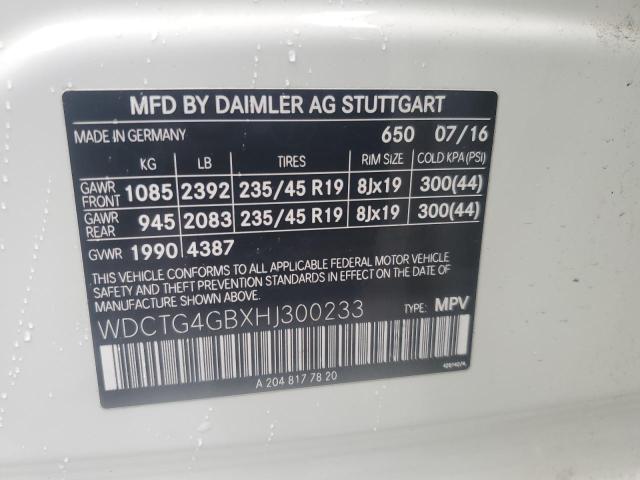 MFD BY DAIMLER AG STUTTGART
MADE IN GERMANY 650 07/16
KG LB TIRES RIM SIZE COLD KPA (PSI)
GAWR FRONT 1085 2392 235/45 R19 8Jx19 300(44)
GAWR REAR 945 2083 235/45 R19 8Jx19 300(44)
GVWR 1990 4387
THIS VEHICLE CONFORMS TO ALL APPLICABLE FEDERAL MOTOR VEHICLE
SAFETY AND THEFT PREVENTION STANDARDS IN EFFECT ON THE DATE
OF MANUFACTURE SHOWN ABOVE.
WDCTG4GBXHJ300233 TYPE: MPV
A 204 817 78 20